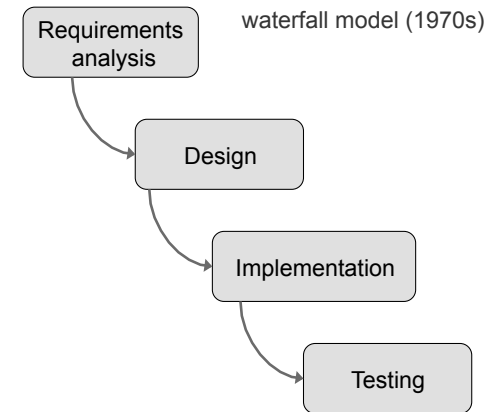 waterfall model (1970s)
Requirements
analysis
Design
Implementation
Testing